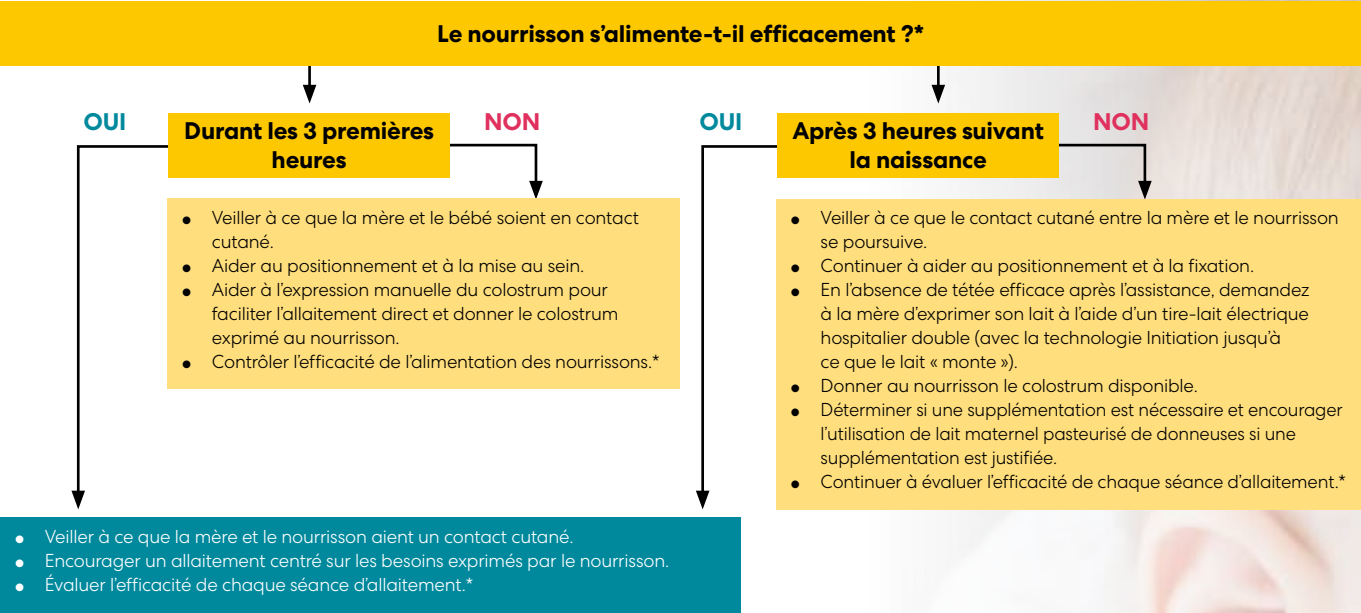 Le nourrisson s'alimente-t-il efficacement ?*
OUI
Durant les 3 premières
heures
NON
• Veiller à ce que la mère et le bébé soient en contact
cutané.
• Aider au positionnement et à la mise au sein.
• Aider à l'expression manuelle du colostrum pour
faciliter l'allaitement direct et donner le colostrum
exprimé au nourrisson.
• Contrôler l'efficacité de l'alimentation des nourrissons.*
OUI
Après 3 heures suivant
la naissance
NON
• Veiller à ce que le contact cutané entre la mère et le nourrisson
se poursuive.
• Continuer à aider au positionnement et à la fixation.
• En l'absence de tétée efficace après l'assistance, demandez
à la mère d'exprimer son lait à l'aide d'un tire-lait électrique
hospitalier double (avec la technologie Initiation jusqu'à
ce que le lait « monte »).
• Donner au nourrisson le colostrum disponible.
• Déterminer si une supplémentation est nécessaire et encourager
l'utilisation de lait maternel pasteurisé de donneuses si une
supplémentation est justifiée.
• Continuer à évaluer l'efficacité de chaque séance d'allaitement.*
• Veiller à ce que la mère et le nourrisson aient un contact cutané.
• Encourager un allaitement centré sur les besoins exprimés par le nourrisson.
• Évaluer l'efficacité de chaque séance d'allaitement.*